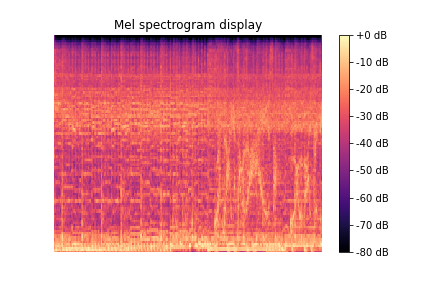 Mel spectrogram display
+0 dB
-10 dB
-20 dB
-30 dB
-40 dB
-50 dB
-60 dB
-70 dB
-80 dB